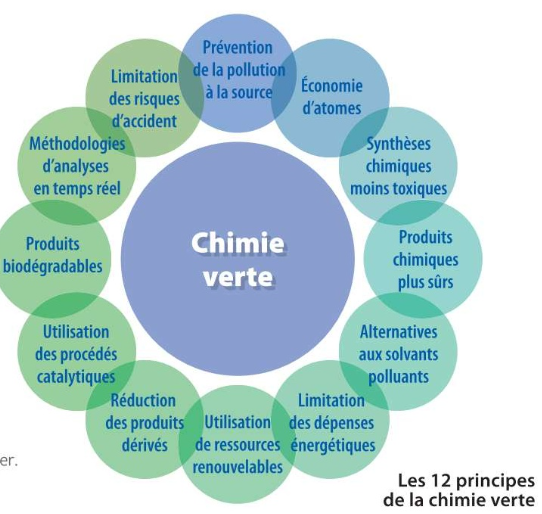 Prévention
de la pollution
à la source
Économie
d'atomes
Synthèses
chimiques
moins toxiques
Produits
chimiques
plus sûrs
Alternatives
aux solvants
polluants
Limitation
des dépenses
énergétiques
Utilisation
de ressources
renouvelables
Réduction
des produits
dérivés
Utilisation
des procédés
catalytiques
Produits
biodégradables
Méthodologies
d'analyses
en temps réel
Limitation
des risques
d'accident
Chimie
verte
er.
Les 12 principes
de la chimie verte